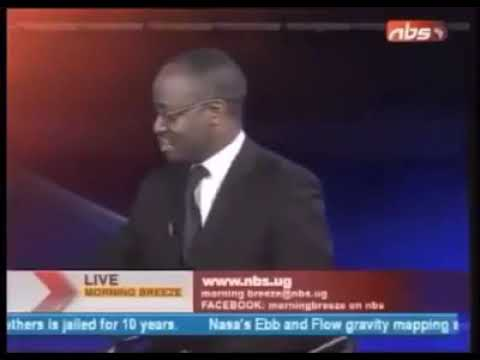 nbs
LIVE
MORNING BREEZE
www.nbs.ug
morning breeze@nbs.ug
FACEBOOK: morningbreeze on nbs
thers is jailed for 10 years. Nasa's Ebb and Flow gravity mapping